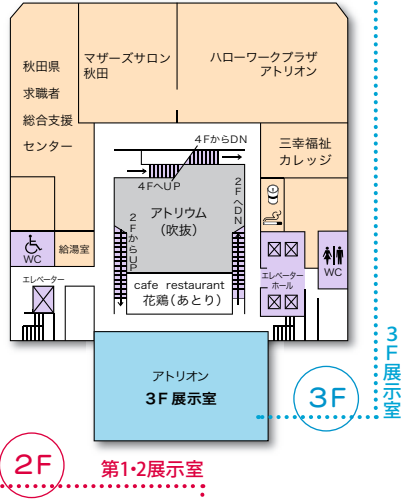 秋田県
求職者
総合支援
センター
マザーズサロン
秋田
ハローワークプラザ
アトリオン
4FからDN
4FへUP
三幸福祉
カレッジ
アトリウム
(吹抜)
2FへDN
2FからUP
WC
給湯室
エレベーター
cafe restaurant
花鶏(あとり)
エレベーター
ホール
WC
アトリオン
3F 展示室
3F
3F展示室
2F
第1・2展示室